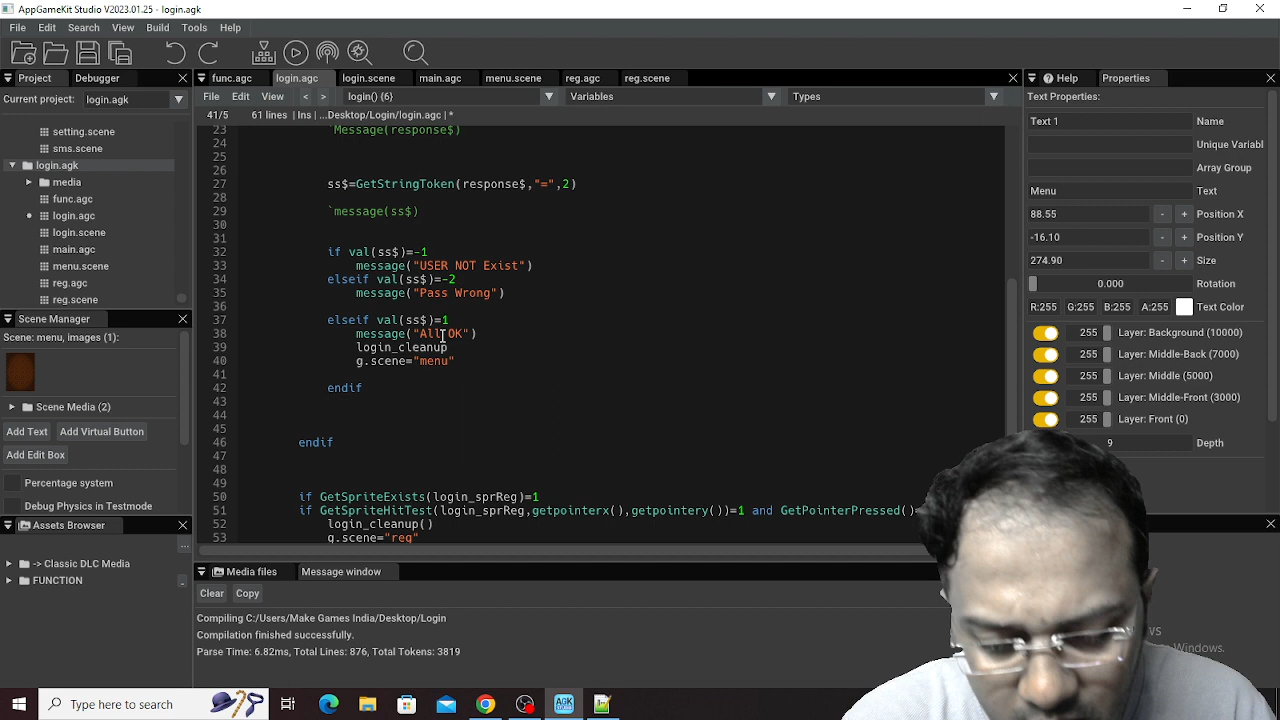 AppGameKit Studio V2023.01.25 - login.agk
File Edit Search View Build Tools Help
Project Debugger
func.agc login.agc login.scene main.agc menu.scene reg.agc reg.scene
Help Properties
Current project: login.agk
File Edit View < > login() {6} Variables Types
Text Properties:
41/5 61 lines | Ins | ...Desktop/Login/login.agc | *
setting.scene
sms.scene
login.agk
media
func.agc
login.agc
login.scene
main.agc
menu.scene
reg.agc
reg.scene
23 `Message(response$)
24
25
26
27 ss$=GetStringToken(response$,"=",2)
28
29 `message(ss$)
30
31
32 if val(ss$)=-1
33 message("USER NOT Exist")
34 elseif val(ss$)=-2
35 message("Pass Wrong")
36
37 elseif val(ss$)=1
38 message("All OK")
39 login_cleanup
40 g.scene="menu"
41
42 endif
43
44
45
46 endif
47
48
49
50 if GetSpriteExists(login_sprReg)=1
51 if GetSpriteHitTest(login_sprReg,getpointerx(),getpointery())=1 and GetPointerPressed()=
52 login_cleanup()
53 g.scene="reg"
Text 1 Name
Unique Variabl
Array Group
Menu Text
88.55 - + Position X
-16.10 - + Position Y
274.90 - + Size
0.000 Rotation
R:255 G:255 B:255 A:255 Text Color
255 Layer: Background (10000)
255 Layer: Middle-Back (7000)
255 Layer: Middle (5000)
255 Layer: Middle-Front (3000)
255 Layer: Front (0)
9 Depth
Scene Manager
Scene: menu, Images (1):
Scene Media (2)
Add Text Add Virtual Button
Add Edit Box
Percentage system
Debug Physics in Testmode
Assets Browser
...
-> Classic DLC Media
FUNCTION
Media files Message window
Clear Copy
Compiling C:/Users/Make Games India/Desktop/Login
Compilation finished successfully.
Parse Time: 6.82ms, Total Lines: 876, Total Tokens: 3819
Windows.
Type here to search
AGK
STUDIO